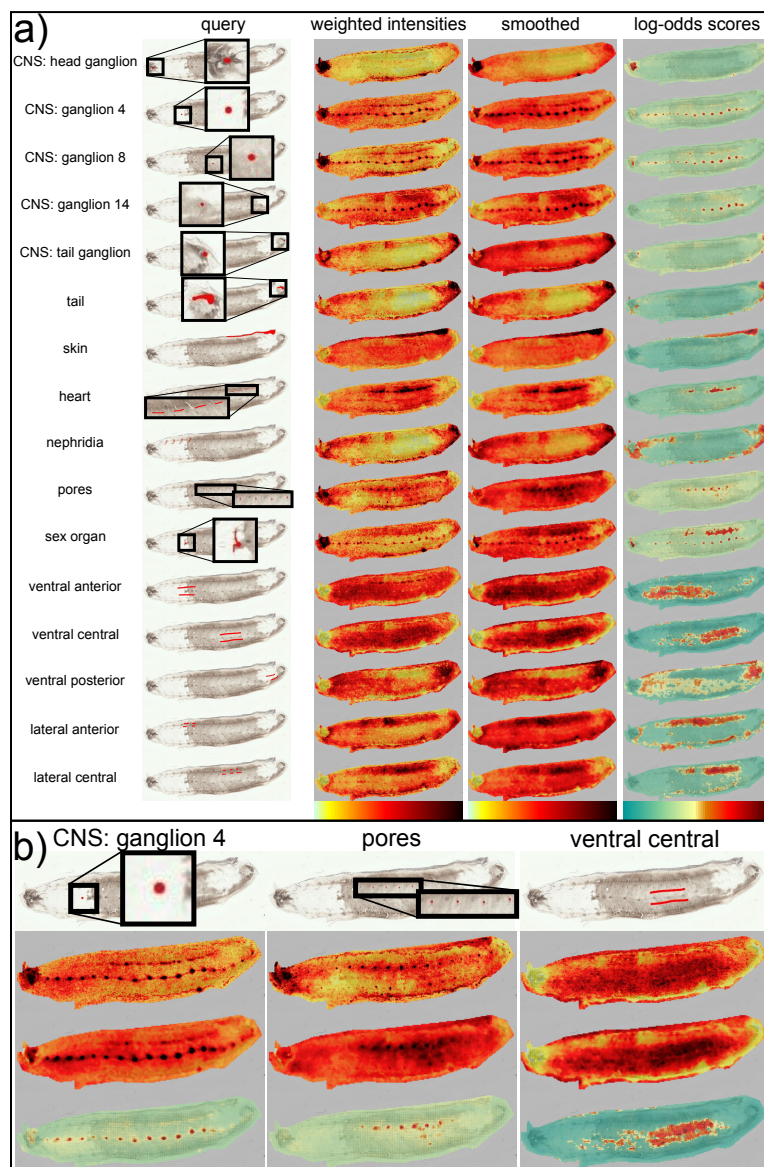 a)
query weighted intensities smoothed log-odds scores
CNS: head ganglion
CNS: ganglion 4
CNS: ganglion 8
CNS: ganglion 14
CNS: tail ganglion
tail
skin
heart
nephridia
pores
sex organ
ventral anterior
ventral central
ventral posterior
lateral anterior
lateral central
b)
CNS: ganglion 4 pores ventral central